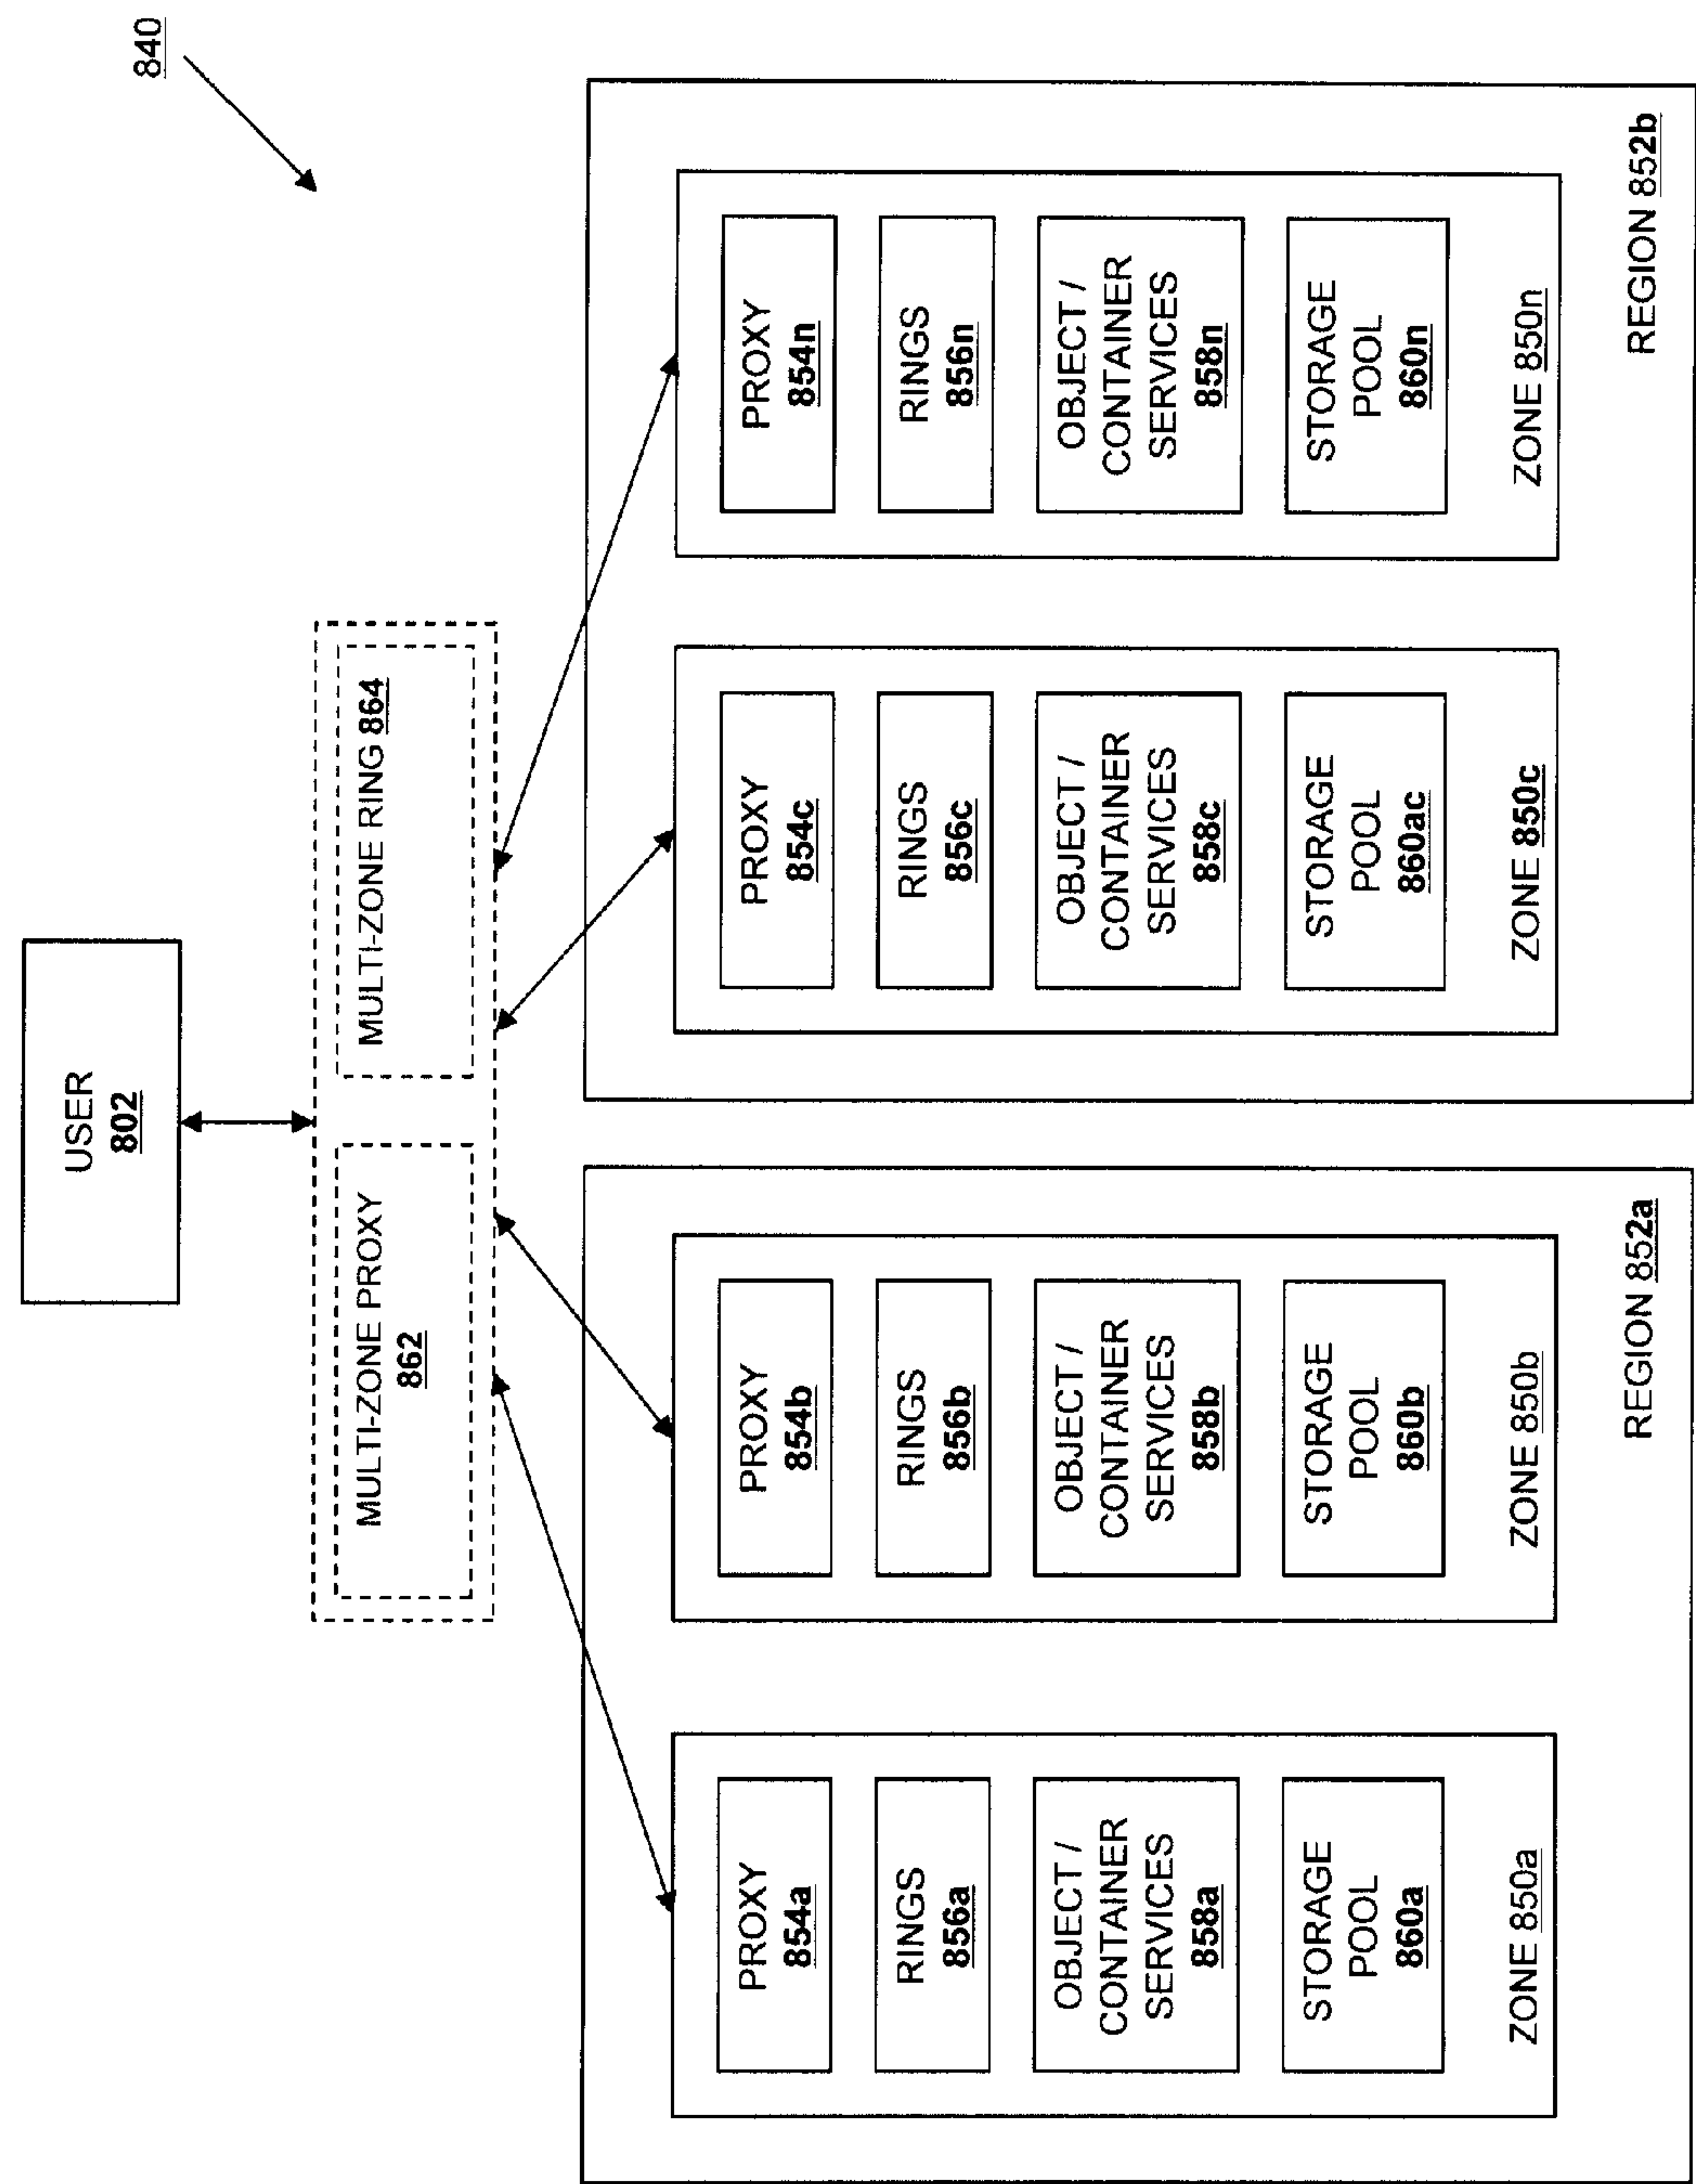 840
USER
802
MULTI-ZONE PROXY
862
MULTI-ZONE RING 864
PROXY
854a
RINGS
856a
OBJECT /
CONTAINER
SERVICES
858a
STORAGE
POOL
860a
ZONE 850a
PROXY
854b
RINGS
856b
OBJECT /
CONTAINER
SERVICES
858b
STORAGE
POOL
860b
ZONE 850b
REGION 852a
PROXY
854c
RINGS
856c
OBJECT /
CONTAINER
SERVICES
858c
STORAGE
POOL
860ac
ZONE 850c
PROXY
854n
RINGS
856n
OBJECT /
CONTAINER
SERVICES
858n
STORAGE
POOL
860n
ZONE 850n
REGION 852b